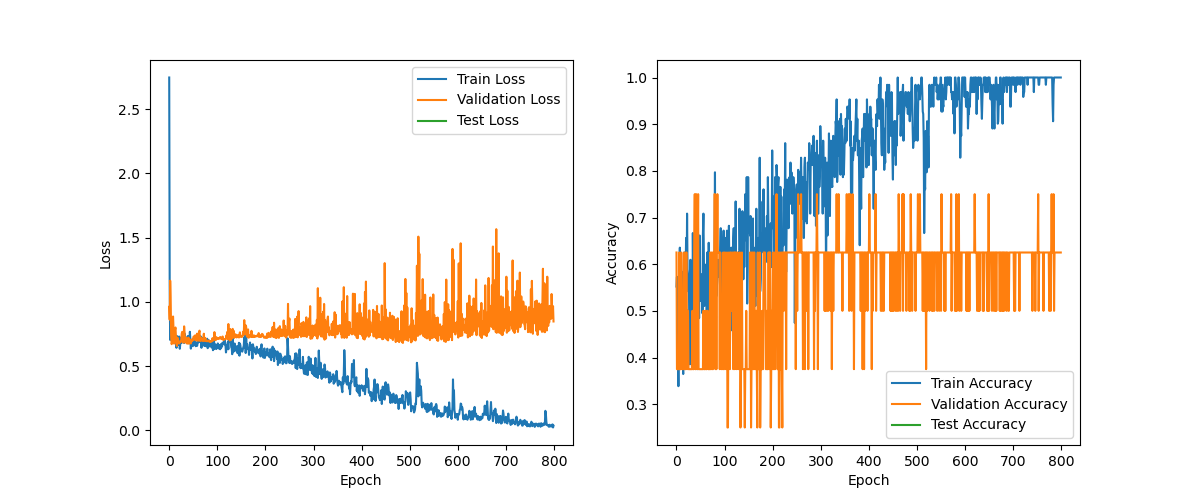 Train Loss
Validation Loss
Test Loss
2.5
2.0
1.5
1.0
0.5
0.0
Loss
0 100 200 300 400 500 600 700 800
Epoch
1.0
0.9
0.8
0.7
0.6
0.5
0.4
0.3
Accuracy
Train Accuracy
Validation Accuracy
Test Accuracy
0 100 200 300 400 500 600 700 800
Epoch